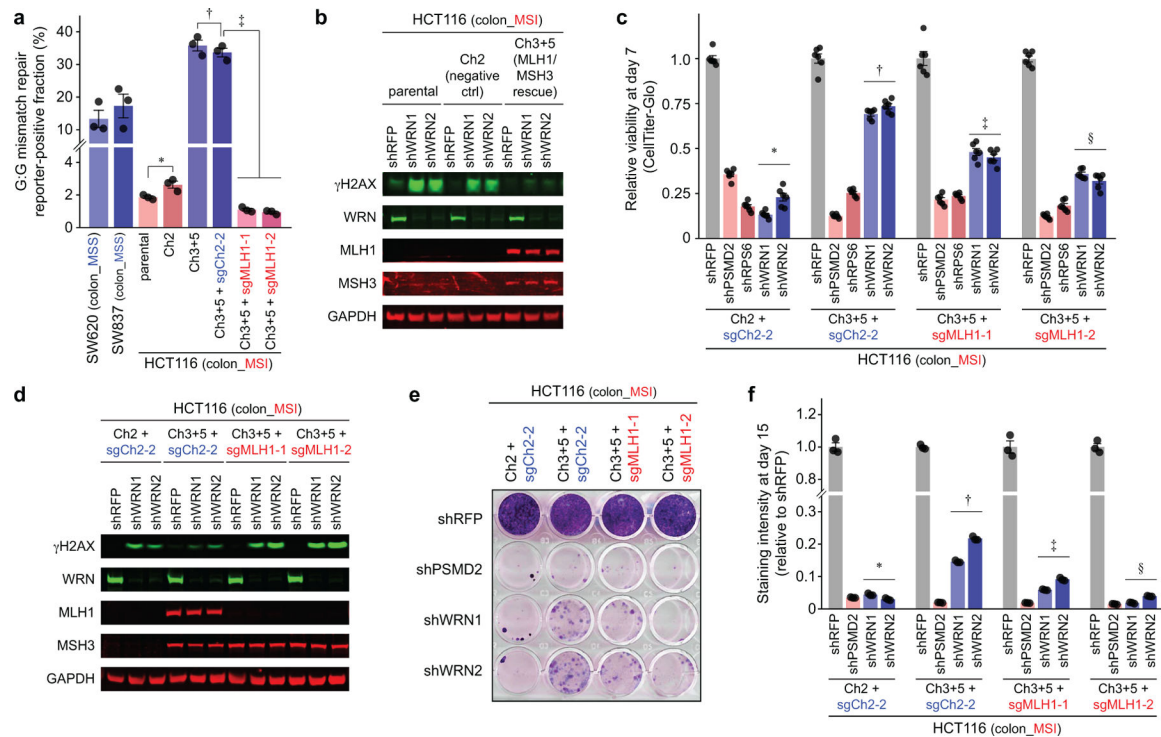 a
G:G mismatch repair
reporter-positive fraction (%)
40
30
20
10
4
2
0
*
†
‡
SW620 (colon_MSS)
SW837 (colon_MSS)
parental
Ch2
Ch3+5
Ch3+5 + sgCh2-2
Ch3+5 + sgMLH1-1
Ch3+5 + sgMLH1-2
HCT116 (colon_MSI)
b
HCT116 (colon_MSI)
parental
Ch2
(negative
ctrl)
Ch3+5
(MLH1/
MSH3
rescue)
shRFP
shWRN1
shWRN2
shRFP
shWRN1
shWRN2
shRFP
shWRN1
shWRN2
γH2AX
WRN
MLH1
MSH3
GAPDH
c
Relative viability at day 7
(CellTiter-Glo)
1.0
0.75
0.5
0.25
0
*
†
‡
§
shRFP
shPSMD2
shRPS6
shWRN1
shWRN2
shRFP
shPSMD2
shRPS6
shWRN1
shWRN2
shRFP
shPSMD2
shRPS6
shWRN1
shWRN2
shRFP
shPSMD2
shRPS6
shWRN1
shWRN2
Ch2 +
sgCh2-2
Ch3+5 +
sgCh2-2
Ch3+5 +
sgMLH1-1
Ch3+5 +
sgMLH1-2
HCT116 (colon_MSI)
d
HCT116 (colon_MSI)
Ch2 +
sgCh2-2
Ch3+5 +
sgCh2-2
Ch3+5 +
sgMLH1-1
Ch3+5 +
sgMLH1-2
shRFP
shWRN1
shWRN2
shRFP
shWRN1
shWRN2
shRFP
shWRN1
shWRN2
shRFP
shWRN1
shWRN2
γH2AX
WRN
MLH1
MSH3
GAPDH
e
HCT116 (colon_MSI)
Ch2 +
sgCh2-2
Ch3+5 +
sgCh2-2
Ch3+5 +
sgMLH1-1
Ch3+5 +
sgMLH1-2
shRFP
shPSMD2
shWRN1
shWRN2
f
Staining intensity at day 15
(relative to shRFP)
1.2
1.0
0.8
0.3
0.2
0.1
0
*
†
‡
§
shRFP
shPSMD2
shWRN1
shWRN2
shRFP
shPSMD2
shWRN1
shWRN2
shRFP
shPSMD2
shWRN1
shWRN2
shRFP
shPSMD2
shWRN1
shWRN2
Ch2 +
sgCh2-2
Ch3+5 +
sgCh2-2
Ch3+5 +
sgMLH1-1
Ch3+5 +
sgMLH1-2
HCT116 (colon_MSI)